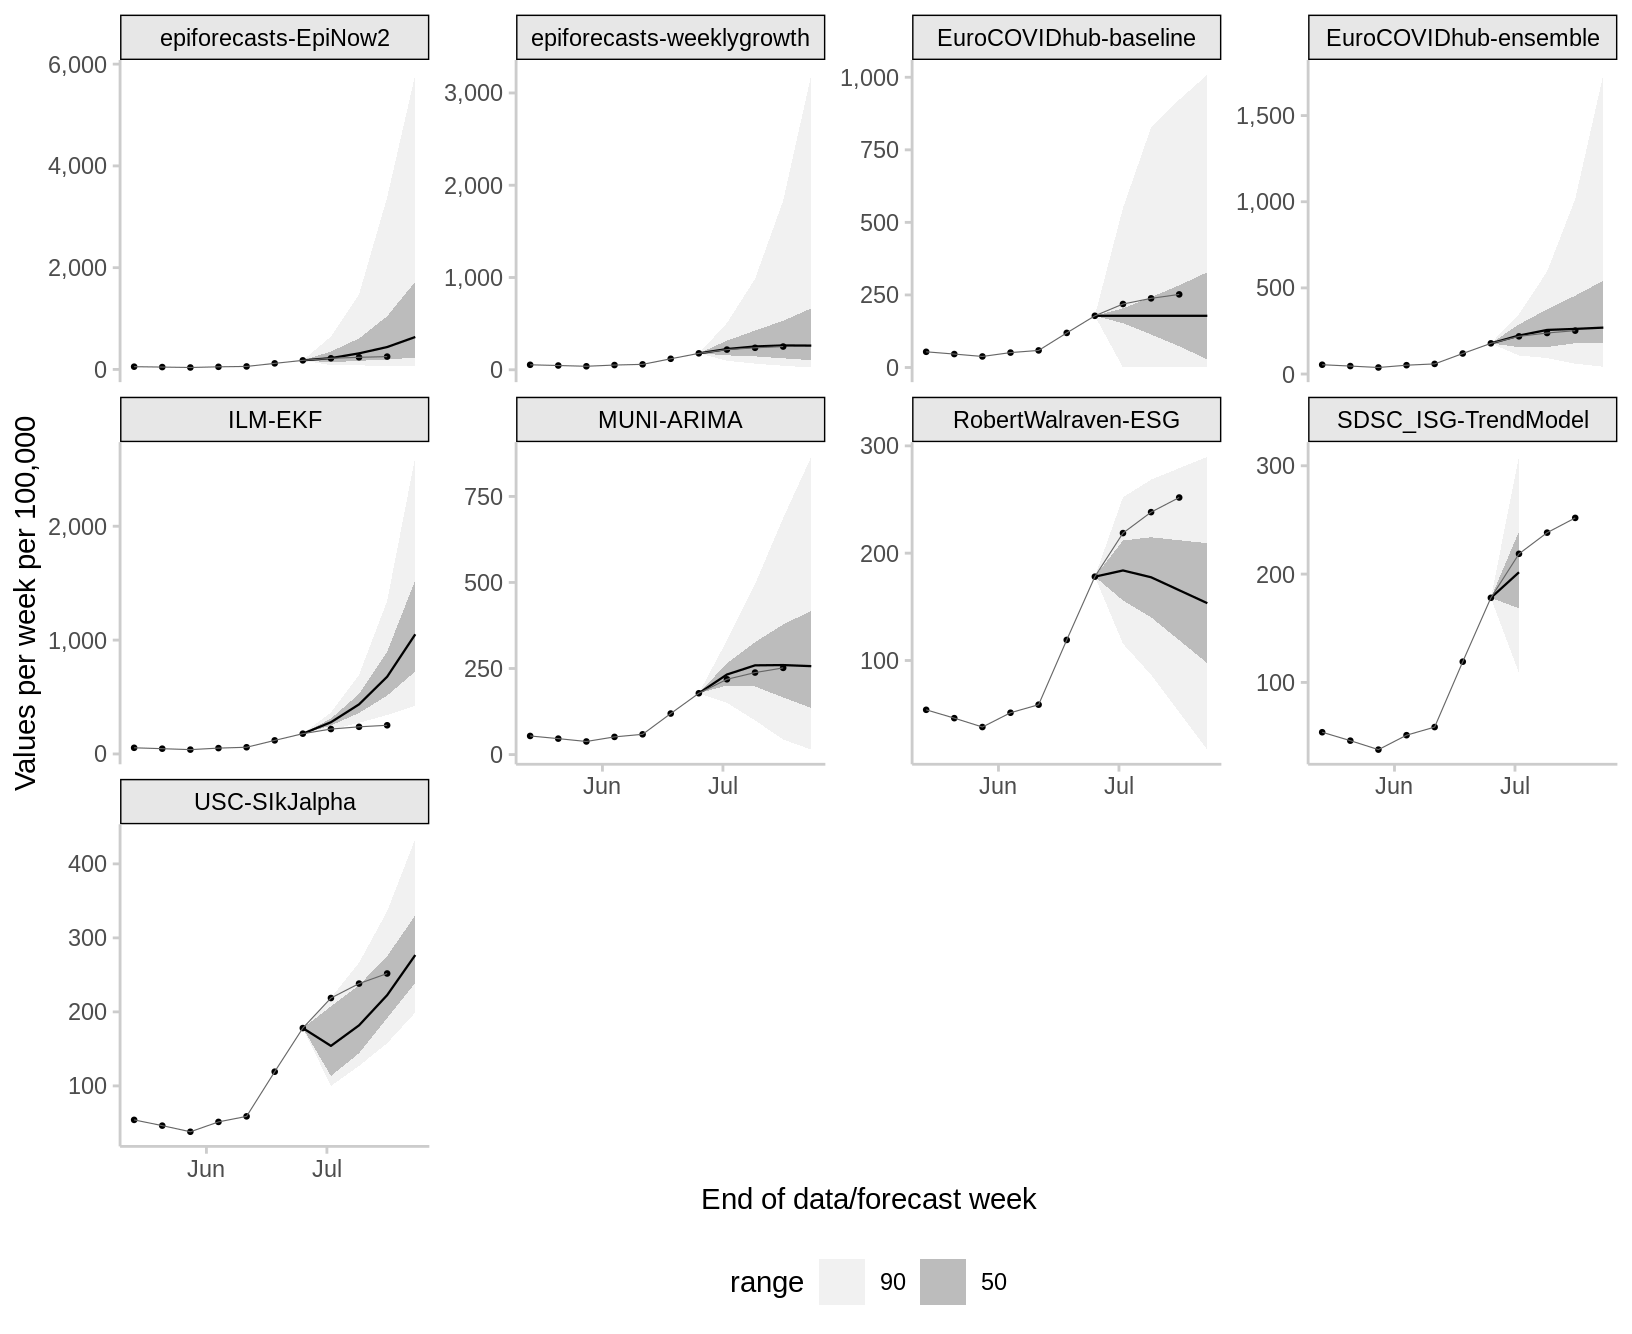 epiforecasts-EpiNow2
epiforecasts-weeklygrowth
EuroCOVIDhub-baseline
EuroCOVIDhub-ensemble
6,000
4,000
2,000
0
3,000
2,000
1,000
0
1,000
750
500
250
0
1,500
1,000
500
0
ILM-EKF
MUNI-ARIMA
RobertWalraven-ESG
SDSC_ISG-TrendModel
2,000
1,000
0
750
500
250
0
Jun
Jul
300
200
100
Jun
Jul
300
200
100
Jun
Jul
USC-SIkJalpha
400
300
200
100
Jun
Jul
Values per week per 100,000
End of data/forecast week
range
90
50